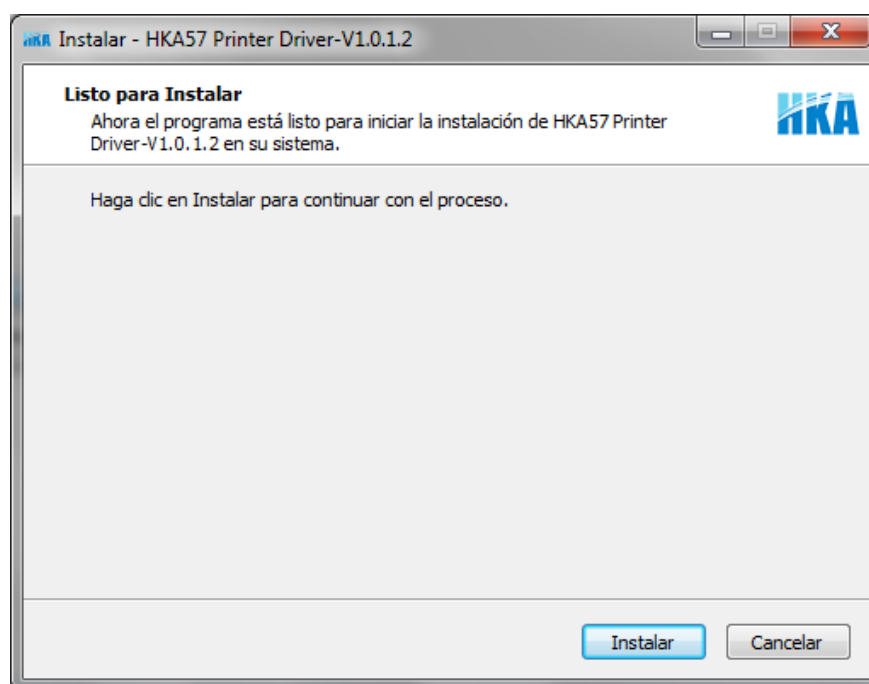 HKA Instalar - HKA57 Printer Driver-V1.0.1.2
Listo para Instalar
Ahora el programa está listo para iniciar la instalación de HKA57 Printer
Driver-V1.0.1.2 en su sistema.
HKA
Haga clic en Instalar para continuar con el proceso.
Instalar
Cancelar